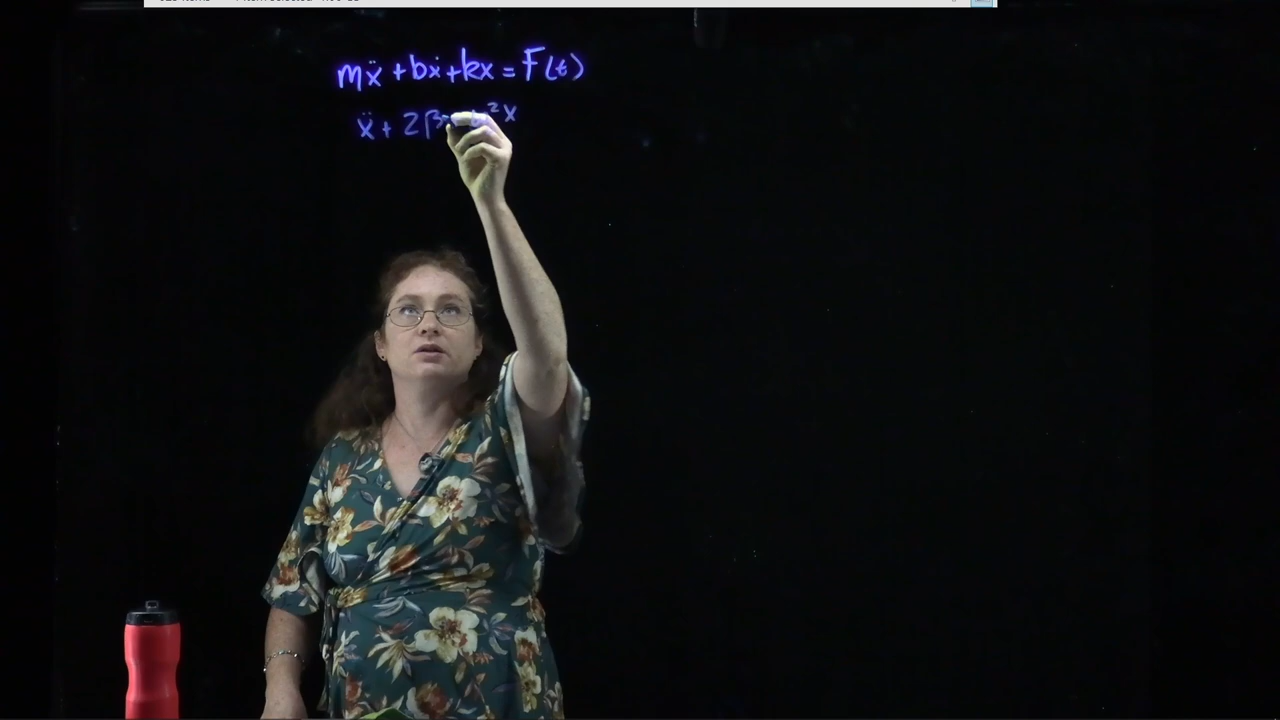 mẍ + bẋ + kx = F(t)
ẍ + 2β ²x